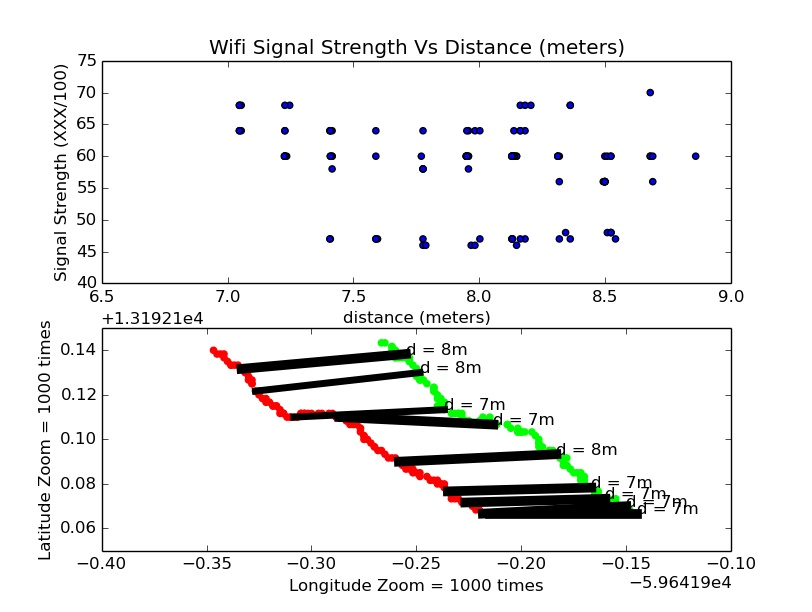 Wifi Signal Strength Vs Distance (meters)
75
70
65
60
55
50
45
40
Signal Strength (XXX/100)
6.5 7.0 7.5 8.0 8.5 9.0
distance (meters)
+1.31921e4
0.14
0.12
0.10
0.08
0.06
Latitude Zoom = 1000 times
d = 8m
d = 8m
d = 7m
d = 7m
d = 8m
d = 7m
d = 7m
d = 7m
d = 7m
−0.40 −0.35 −0.30 −0.25 −0.20 −0.15 −0.10
Longitude Zoom = 1000 times
−5.96419e4